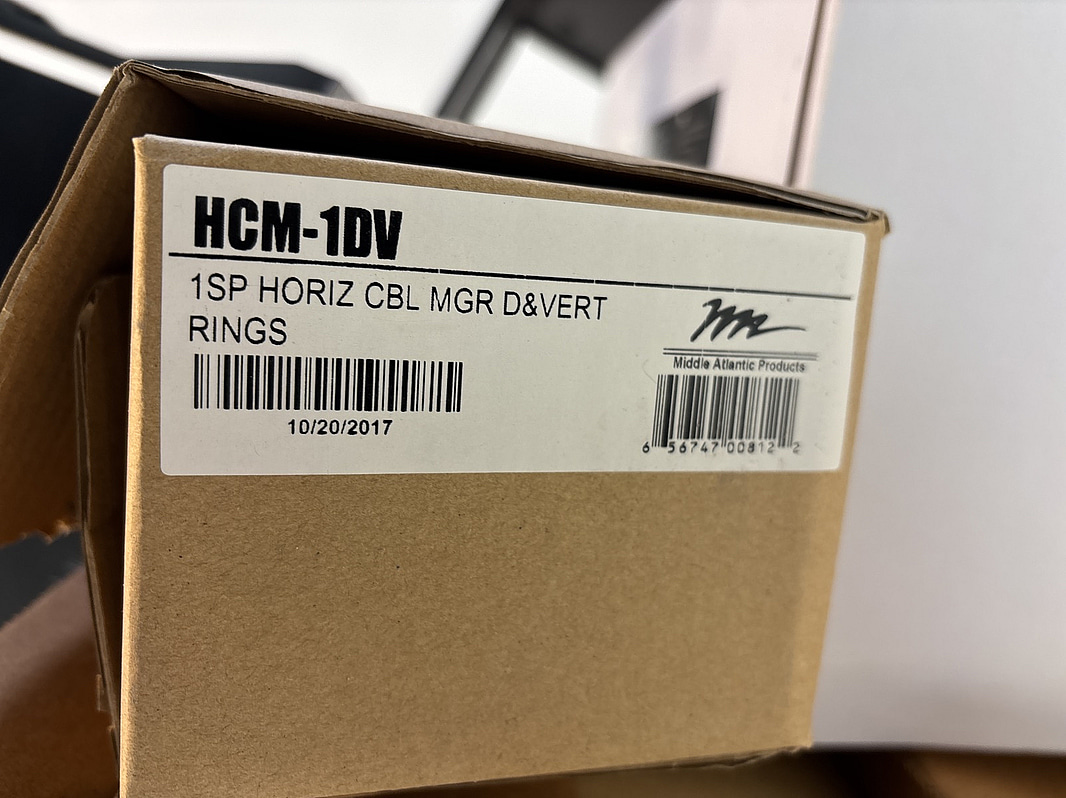 HCM-1DV
1SP HORIZ CBL MGR D&VERT
RINGS
10/20/2017
Middle Atlantic Products
6 56747 00812 2